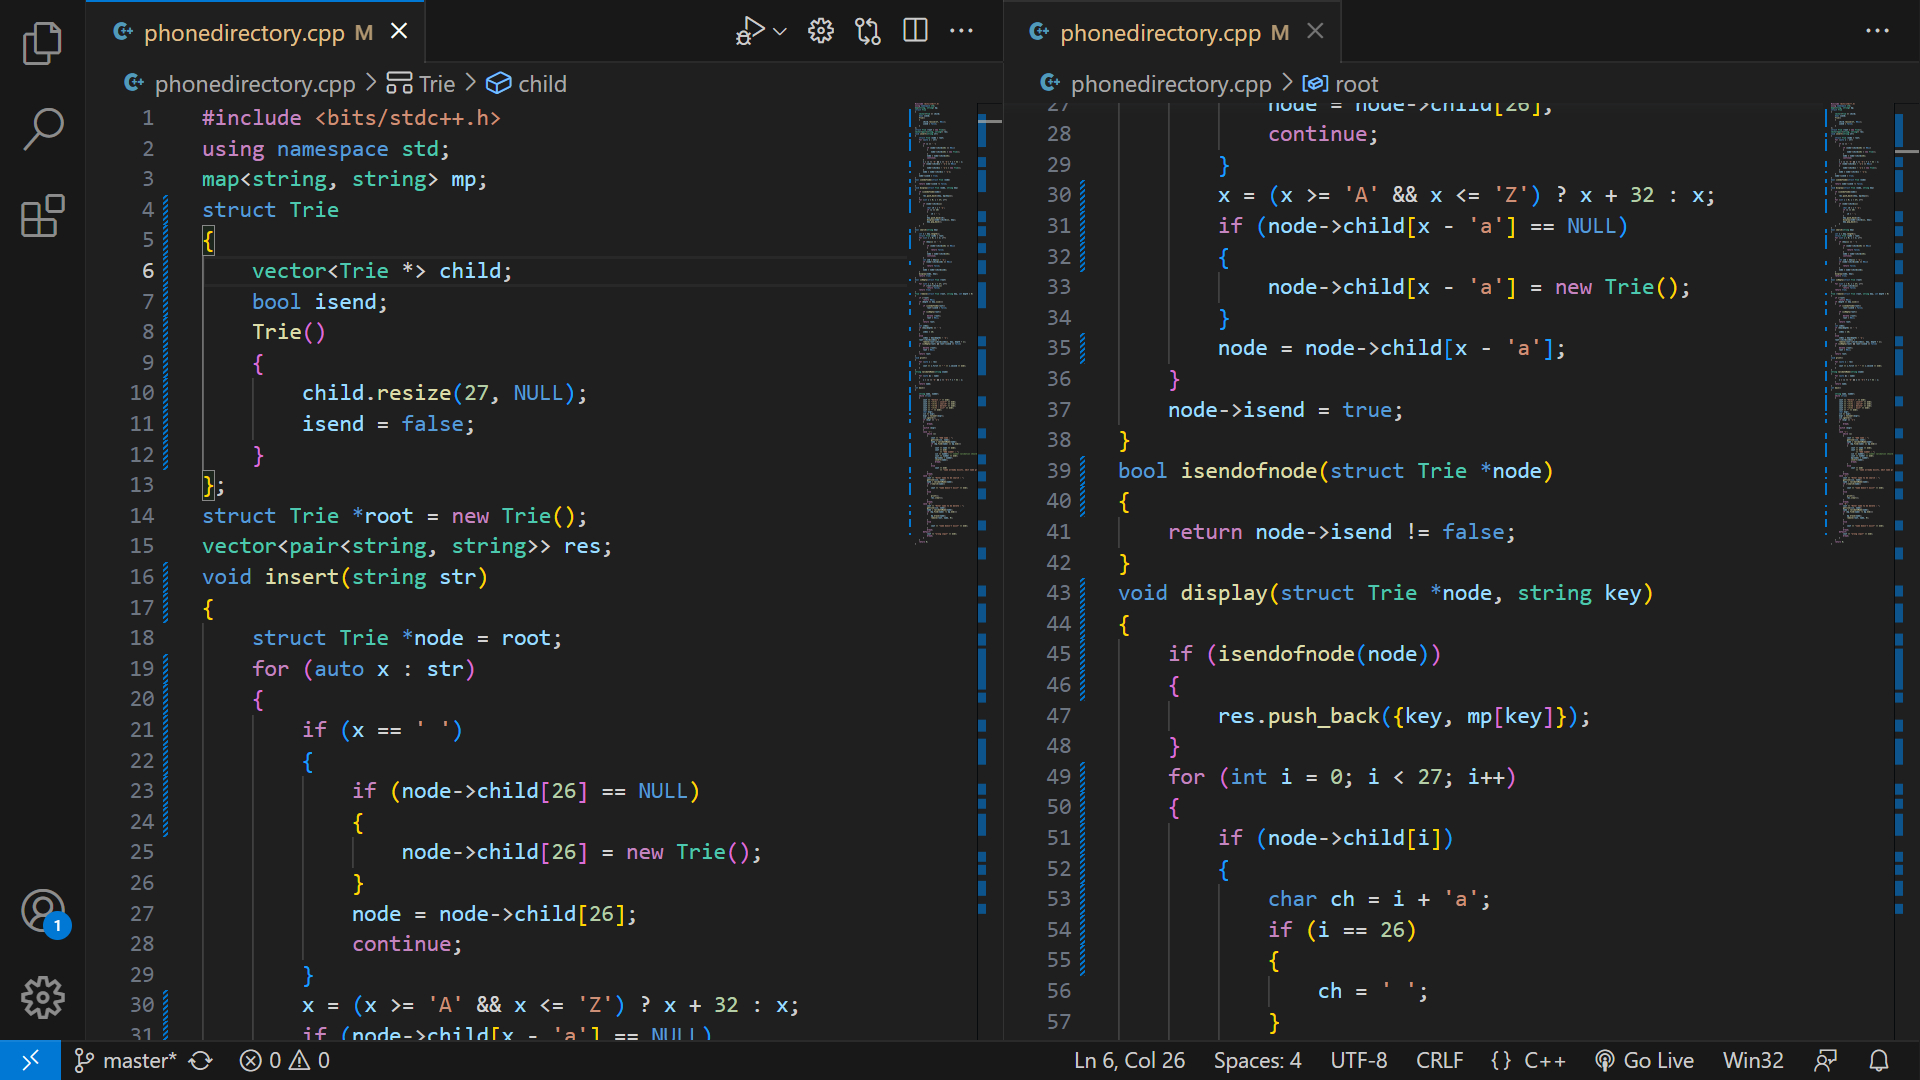 phonedirectory.cpp M
phonedirectory.cpp > Trie > child
1 #include <bits/stdc++.h>
2 using namespace std;
3 map<string, string> mp;
4 struct Trie
5 {
6 vector<Trie *> child;
7 bool isend;
8 Trie()
9 {
10 child.resize(27, NULL);
11 isend = false;
12 }
13 };
14 struct Trie *root = new Trie();
15 vector<pair<string, string>> res;
16 void insert(string str)
17 {
18 struct Trie *node = root;
19 for (auto x : str)
20 {
21 if (x == ' ')
22 {
23 if (node->child[26] == NULL)
24 {
25 node->child[26] = new Trie();
26 }
27 node = node->child[26];
28 continue;
29 }
30 x = (x >= 'A' && x <= 'Z') ? x + 32 : x;
31 if (node->child[x - 'a'] == NULL)
phonedirectory.cpp M
phonedirectory.cpp > root
27 node = node->child[26];
28 continue;
29 }
30 x = (x >= 'A' && x <= 'Z') ? x + 32 : x;
31 if (node->child[x - 'a'] == NULL)
32 {
33 node->child[x - 'a'] = new Trie();
34 }
35 node = node->child[x - 'a'];
36 }
37 node->isend = true;
38 }
39 bool isendofnode(struct Trie *node)
40 {
41 return node->isend != false;
42 }
43 void display(struct Trie *node, string key)
44 {
45 if (isendofnode(node))
46 {
47 res.push_back({key, mp[key]});
48 }
49 for (int i = 0; i < 27; i++)
50 {
51 if (node->child[i])
52 {
53 char ch = i + 'a';
54 if (i == 26)
55 {
56 ch = ' ';
57 }
1
master* 0 0 Ln 6, Col 26 Spaces: 4 UTF-8 CRLF {} C++ Go Live Win32